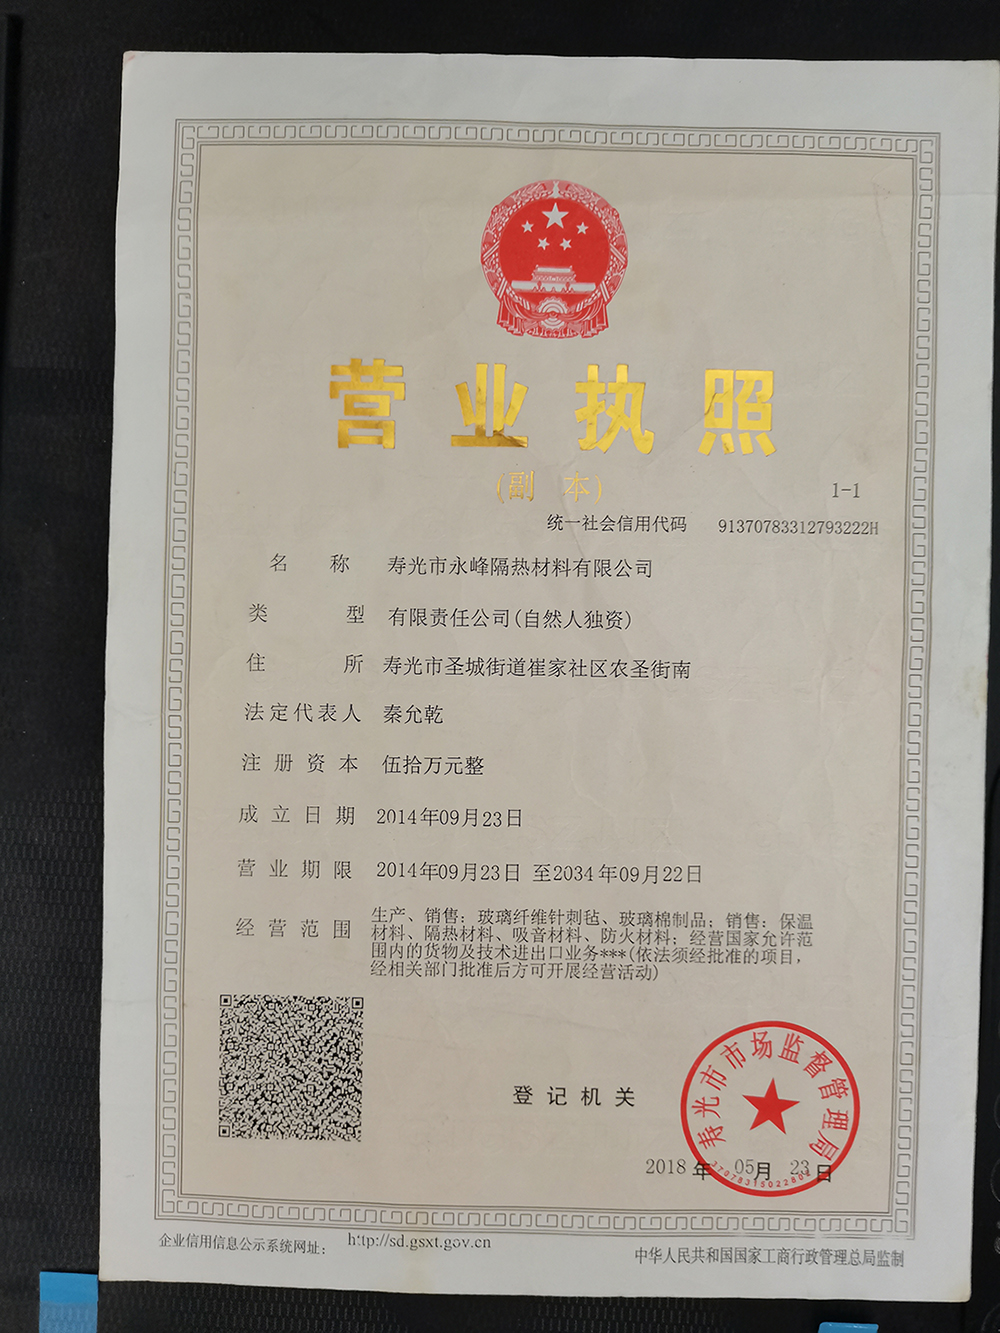 营业执照
(副 本)
1-1
统一社会信用代码 91370783312793222H
名称 寿光市永峰隔热材料有限公司
类型 有限责任公司(自然人独资)
住所 寿光市圣城街道崔家社区农圣街南
法定代表人 秦允乾
注册资本 伍拾万元整
成立日期 2014年09月23日
营业期限 2014年09月23日 至2034年09月22日
经营范围 生产、销售：玻璃纤维针刺毡、玻璃棉制品；销售：保温
材料、隔热材料、吸音材料、防火材料；经营国家允许范
围内的货物及技术进出口业务***(依法须经批准的项目，
经相关部门批准后方可开展经营活动)
登记机关
寿光市市场监督管理局
2018年05月23日
企业信用信息公示系统网址： http://sd.gsxt.gov.cn
中华人民共和国国家工商行政管理总局监制